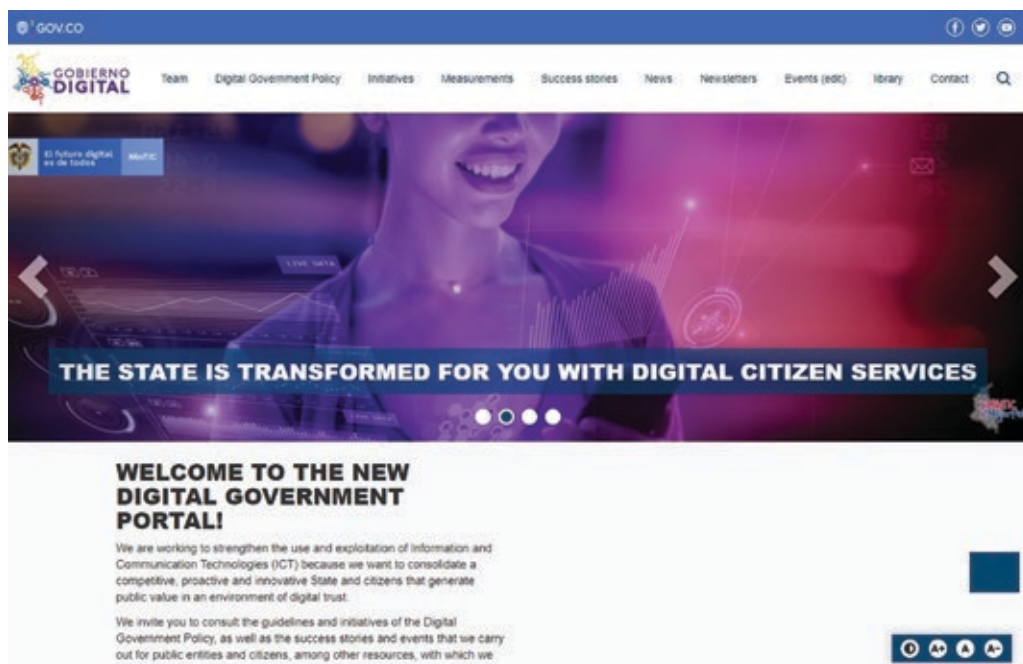 GOV.CO
GOBIERNO
DIGITAL
Team Digital Government Policy Initiatives Measurements Success stories News Newsletters Events (edit) library Contact
El futuro digital
es de todos
MinTIC
LIVE DATA
THE STATE IS TRANSFORMED FOR YOU WITH DIGITAL CITIZEN SERVICES
WELCOME TO THE NEW
DIGITAL GOVERNMENT
PORTAL!
We are working to strengthen the use and exploitation of Information and
Communication Technologies (ICT) because we want to consolidate a
competitive, proactive and innovative State and citizens that generate
public value in an environment of digital trust.
We invite you to consult the guidelines and initiatives of the Digital
Government Policy, as well as the success stories and events that we carry
out for public entities and citizens, among other resources, with which we
A+ A A-